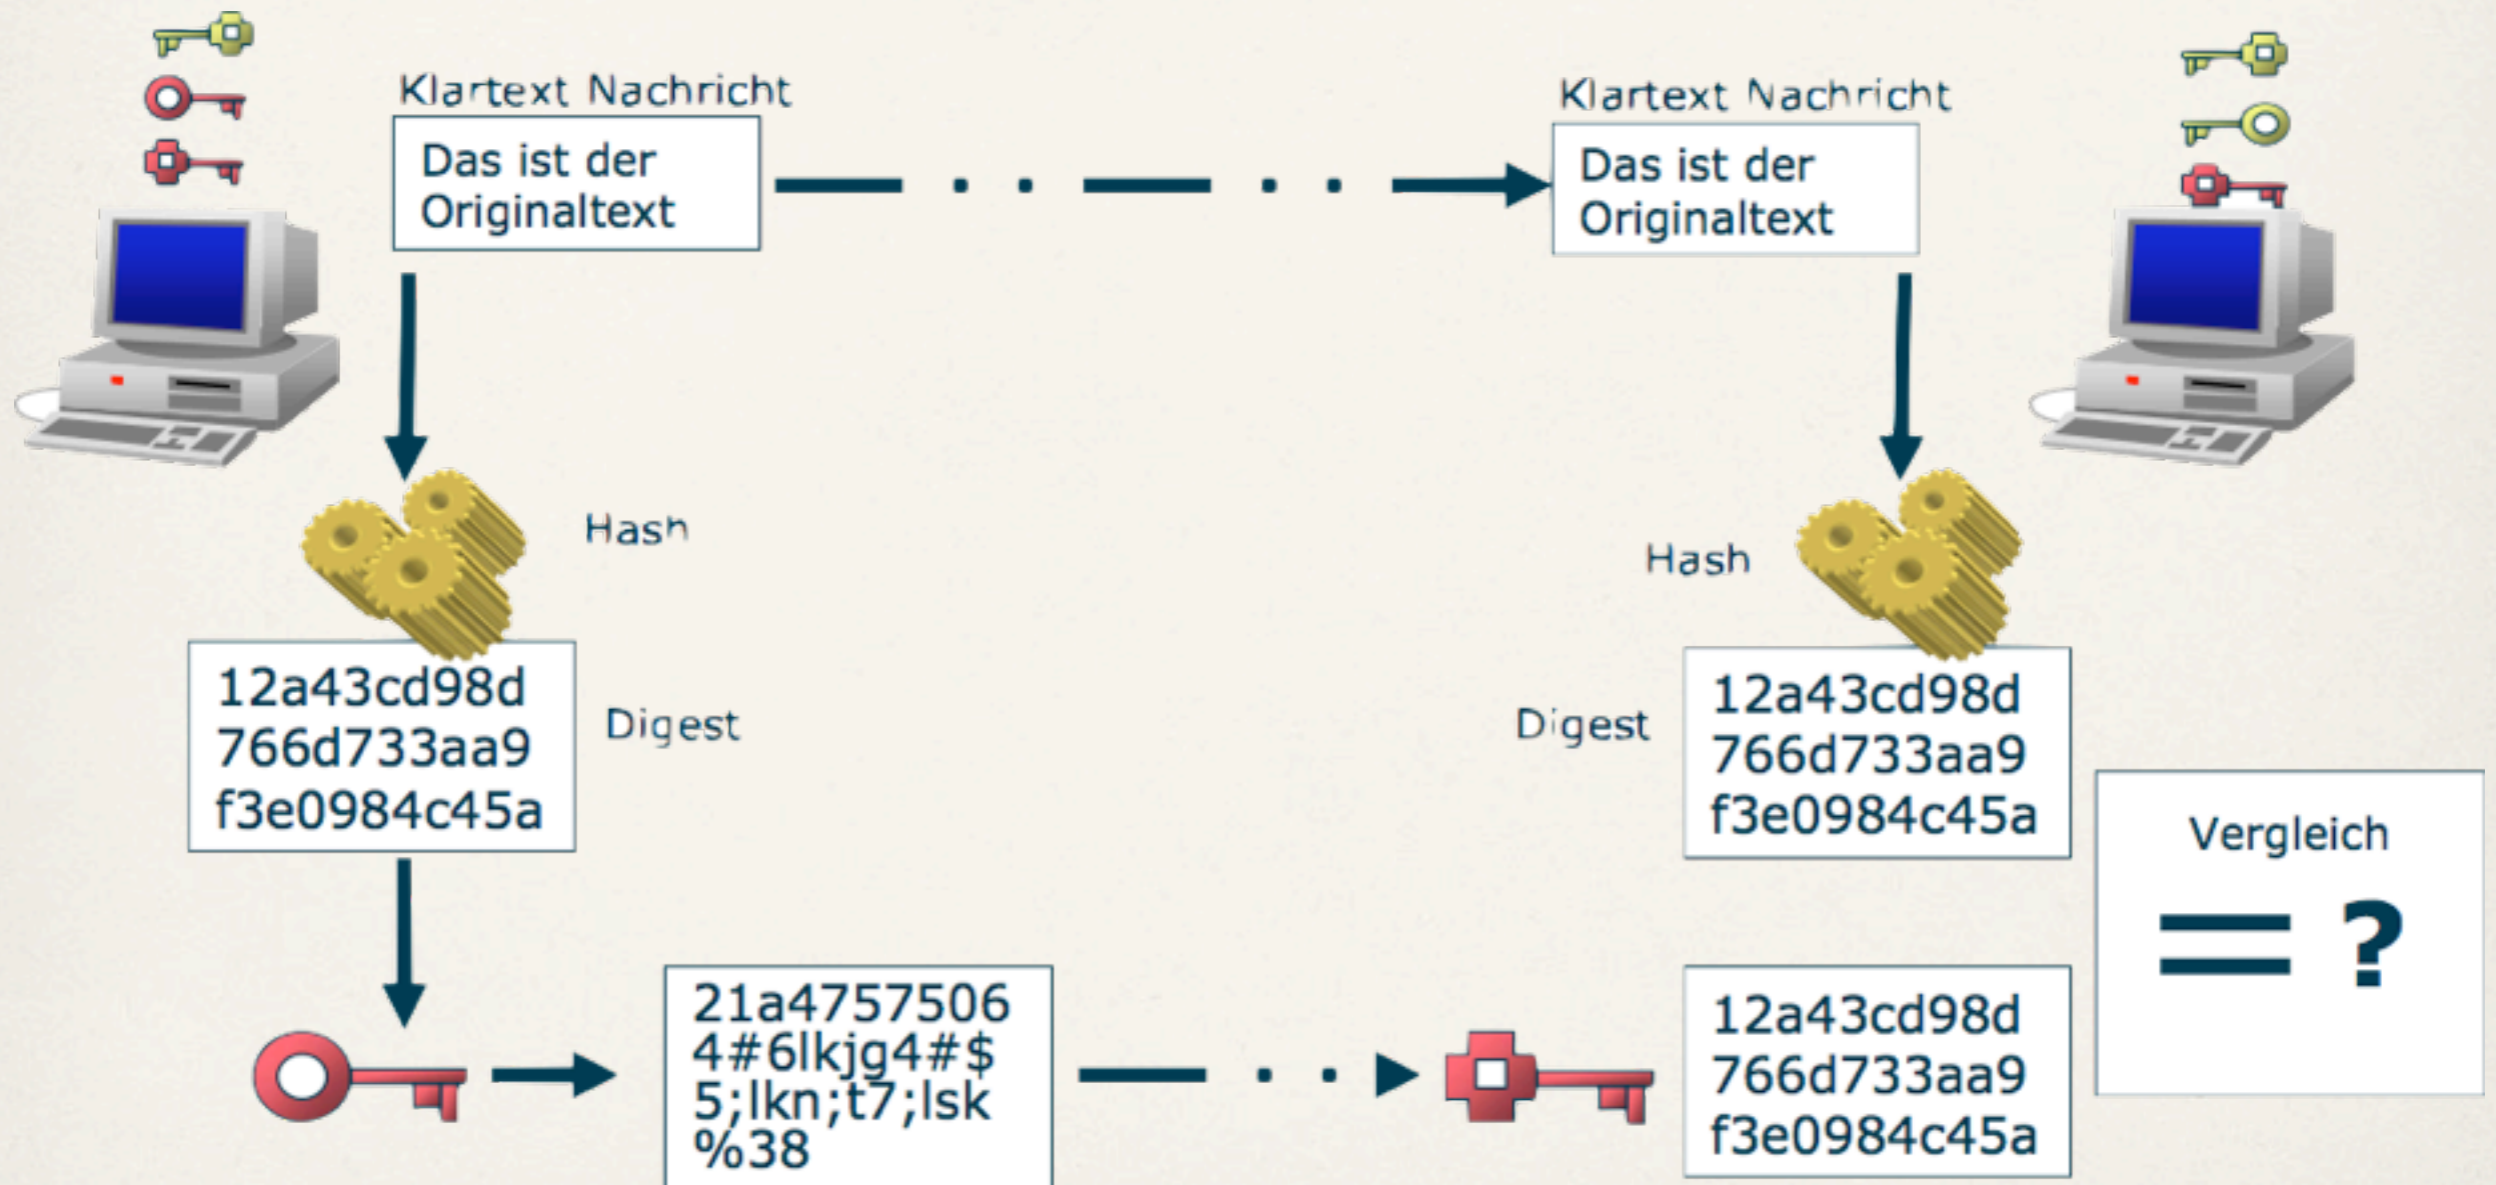 Klartext Nachricht
Das ist der
Originaltext
Klartext Nachricht
Das ist der
Originaltext
Hash
Hash
12a43cd98d
766d733aa9
f3e0984c45a
Digest
Digest
12a43cd98d
766d733aa9
f3e0984c45a
Vergleich
= ?
21a4757506
4#6lkjg4#$
5;lkn;t7;lsk
%38
12a43cd98d
766d733aa9
f3e0984c45a